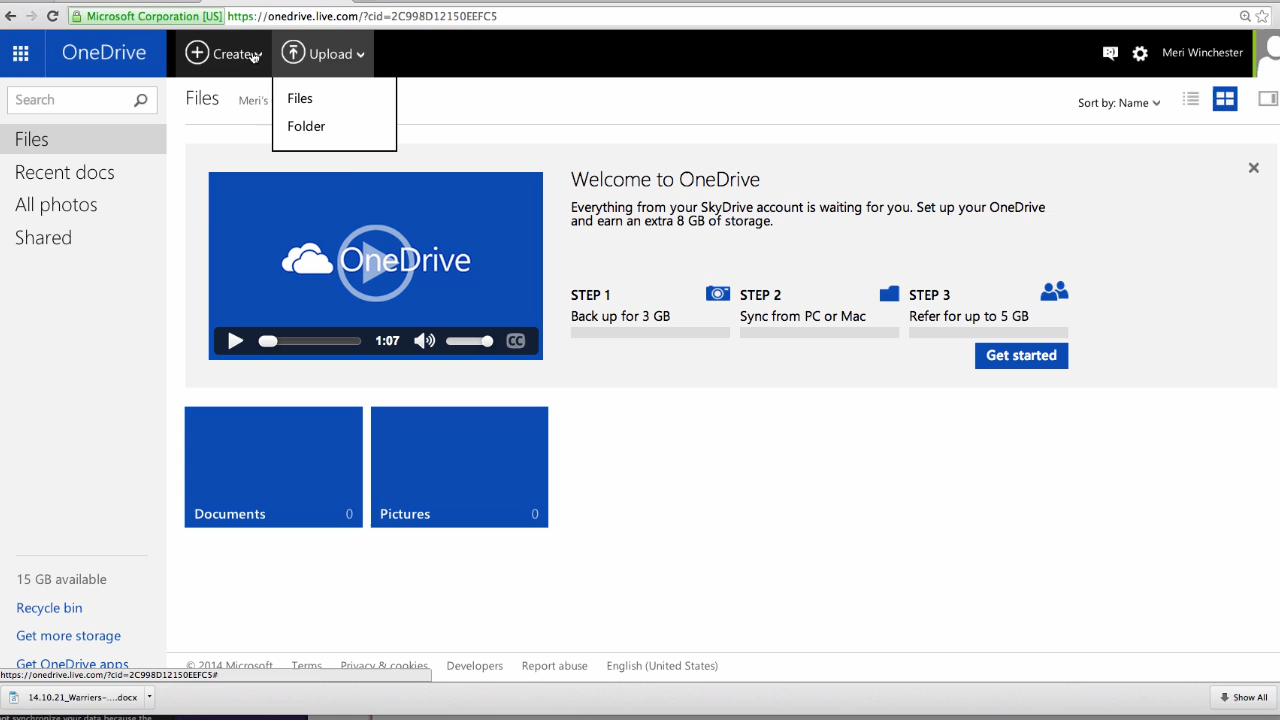 Microsoft Corporation [US] https://onedrive.live.com/?cid=2C998D12150EEFC5
OneDrive
Create
Upload
Meri Winchester
Search
Files
Meri's
Files
Folder
Sort by: Name
Files
Recent docs
All photos
Shared
Welcome to OneDrive
Everything from your SkyDrive account is waiting for you. Set up your OneDrive
and earn an extra 8 GB of storage.
OneDrive
STEP 1
Back up for 3 GB
STEP 2
Sync from PC or Mac
STEP 3
Refer for up to 5 GB
1:07
CC
Get started
Documents 0
Pictures 0
15 GB available
Recycle bin
Get more storage
Get OneDrive apps
© 2014 Microsoft Terms Privacy & cookies Developers Report abuse English (United States)
https://onedrive.live.com/?cid=2C998D12150EEFC5#
14.10.21_Warriers-....docx
Show All
not synchronize your data because the